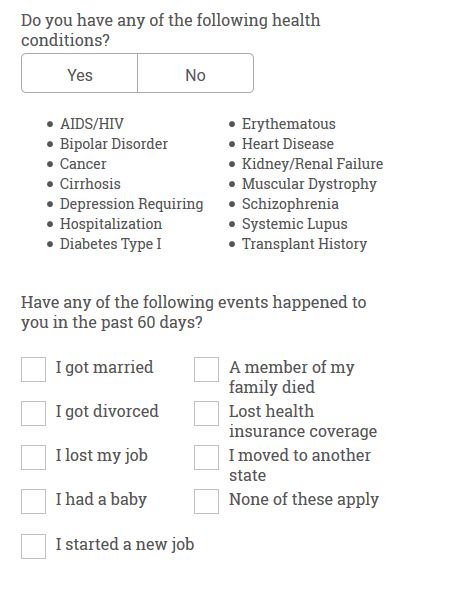 Do you have any of the following health
conditions?
Yes
No
• AIDS/HIV
• Bipolar Disorder
• Cancer
• Cirrhosis
• Depression Requiring
• Hospitalization
• Diabetes Type I
• Erythematous
• Heart Disease
• Kidney/Renal Failure
• Muscular Dystrophy
• Schizophrenia
• Systemic Lupus
• Transplant History
Have any of the following events happened to
you in the past 60 days?
I got married
I got divorced
I lost my job
I had a baby
I started a new job
A member of my
family died
Lost health
insurance coverage
I moved to another
state
None of these apply